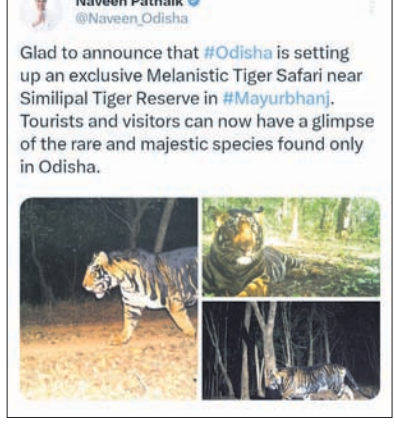 Naveen Patnaik
@Naveen_Odisha
Glad to announce that #Odisha is setting
up an exclusive Melanistic Tiger Safari near
Similipal Tiger Reserve in #Mayurbhanj.
Tourists and visitors can now have a glimpse
of the rare and majestic species found only
in Odisha.